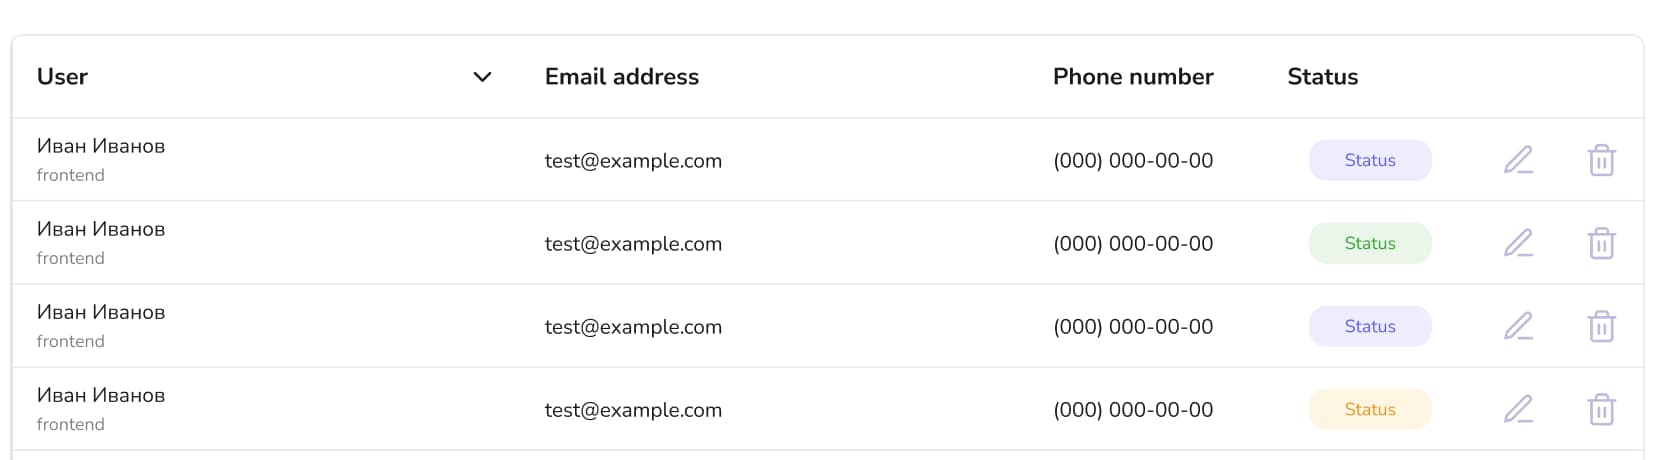 User Email address Phone number Status
Иван Иванов
frontend
test@example.com (000) 000-00-00 Status
Иван Иванов
frontend
test@example.com (000) 000-00-00 Status
Иван Иванов
frontend
test@example.com (000) 000-00-00 Status
Иван Иванов
frontend
test@example.com (000) 000-00-00 Status